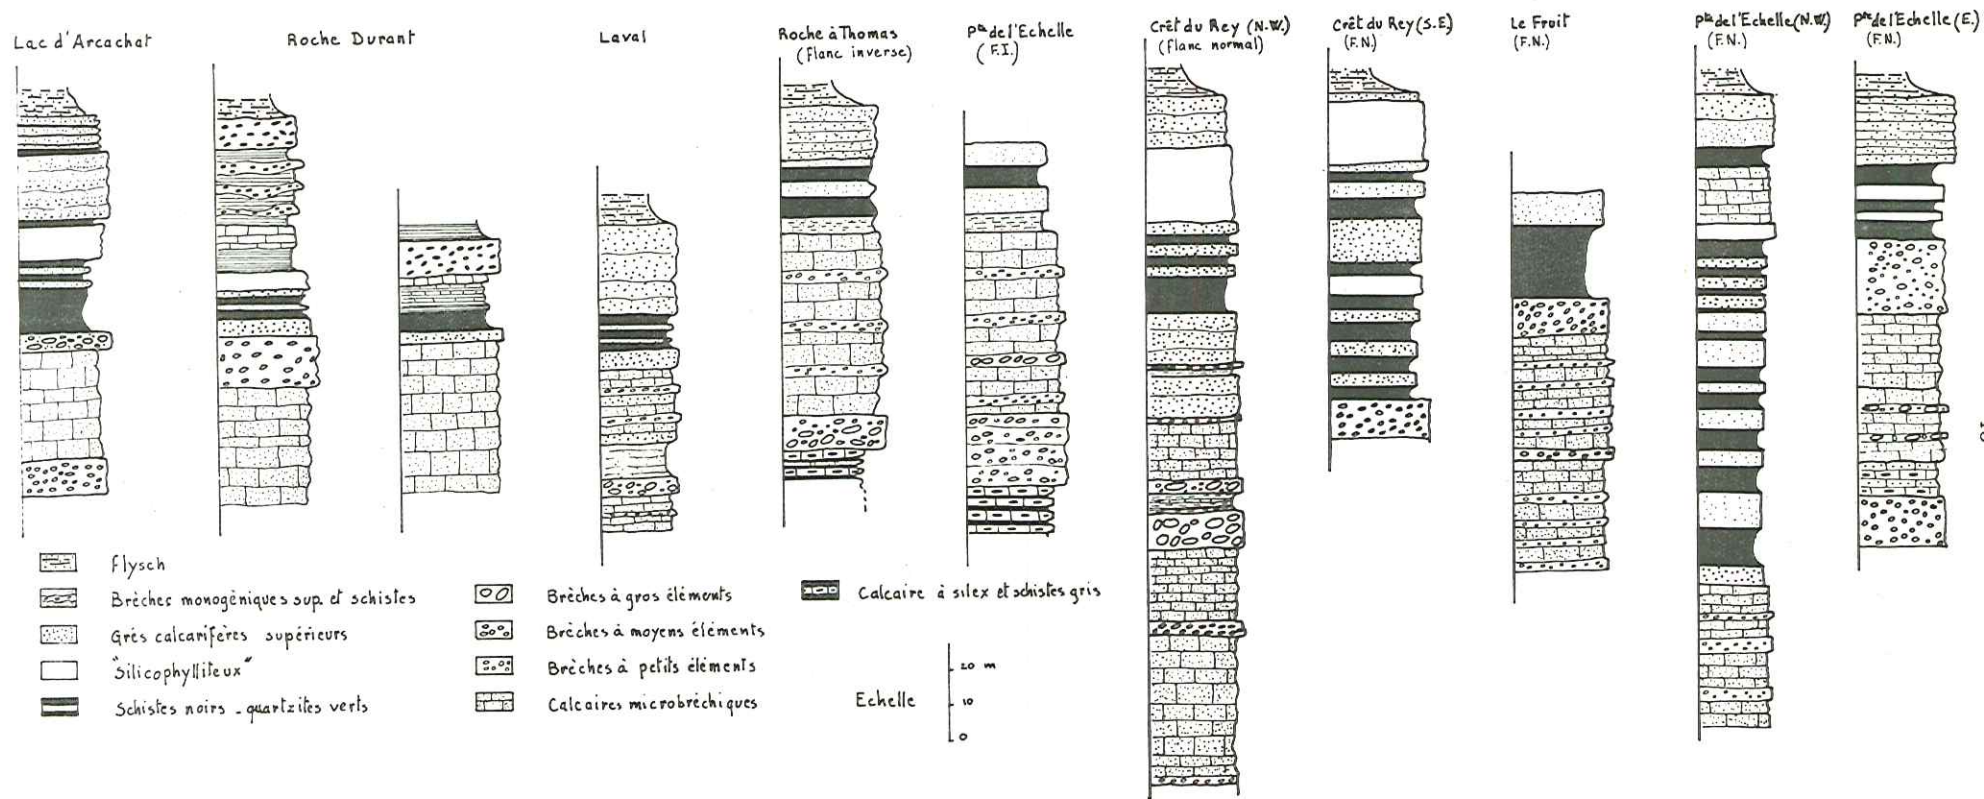 Lac d'Arcachat
Roche Durant
Laval
Roche à Thomas
(flanc inverse)
Pte de l'Echelle
(F.I.)
Crêt du Rey (N.W.)
(flanc normal)
Crêt du Rey (S.E)
(F.N.)
Le Fruit
(F.N.)
Pte de l'Echelle (N.W)
(F.N.)
Pte de l'Echelle (E.)
(F.N.)
Flysch
Brèches monogéniques sup. et schistes
Grès calcarifères supérieurs
"Silicophylliteux"
Schistes noirs - quartzites verts
Brèches à gros éléments
Brèches à moyens éléments
Brèches à petits éléments
Calcaires microbréchiques
Calcaire à silex et schistes gris
Echelle
20 m
10
0